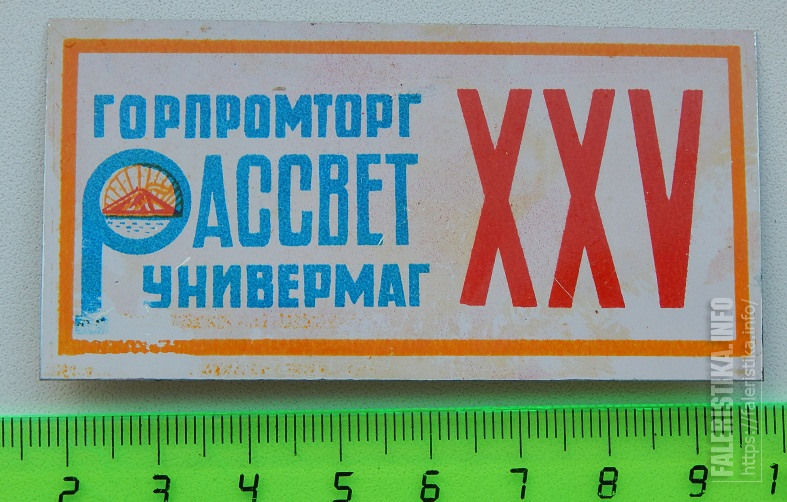 ГОРПРОМТОРГ
РАССВЕТ
УНИВЕРМАГ
XXV
2 3 4 5 6 7 8 9 1
FALERISTIKA.INFO
https://faleristika.info/